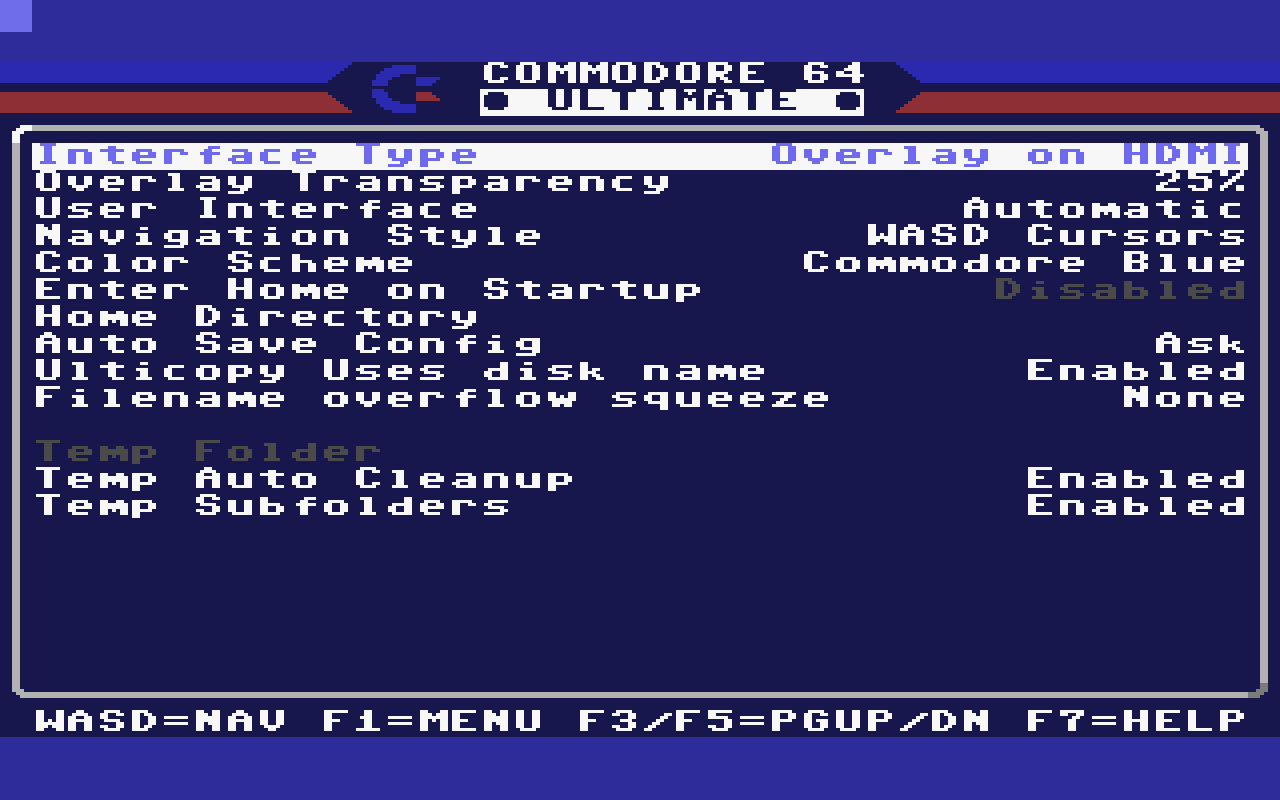 COMMODORE 64
ULTIMATE
Interface Type Overlay on HDMI
Overlay Transparency 25%
User Interface Automatic
Navigation Style WASD Cursors
Color Scheme Commodore Blue
Enter Home on Startup Disabled
Home Directory
Auto Save Config Ask
Ulticopy Uses disk name Enabled
Filename overflow squeeze None
Temp Folder
Temp Auto Cleanup Enabled
Temp Subfolders Enabled
WASD=NAV F1=MENU F3/F5=PGUP/DN F7=HELP